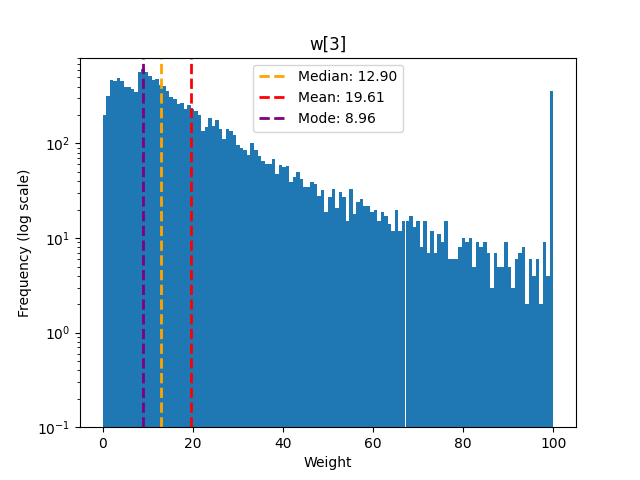 w[3]
Median: 12.90
Mean: 19.61
Mode: 8.96
Frequency (log scale)
10²
10¹
10⁰
10⁻¹
0 20 40 60 80 100
Weight